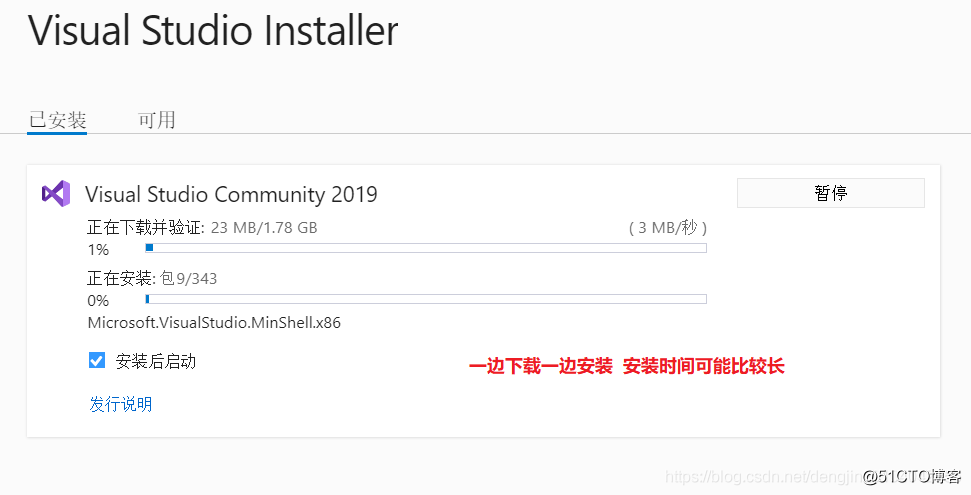 Visual Studio Installer
已安装 可用
Visual Studio Community 2019 暂停
正在下载并验证: 23 MB/1.78 GB ( 3 MB/秒 )
1%
正在安装: 包9/343
0%
Microsoft.VisualStudio.MinShell.x86
安装后启动
一边下载一边安装 安装时间可能比较长
发行说明
https://blog.csdn.net/dengjin @51CTO博客